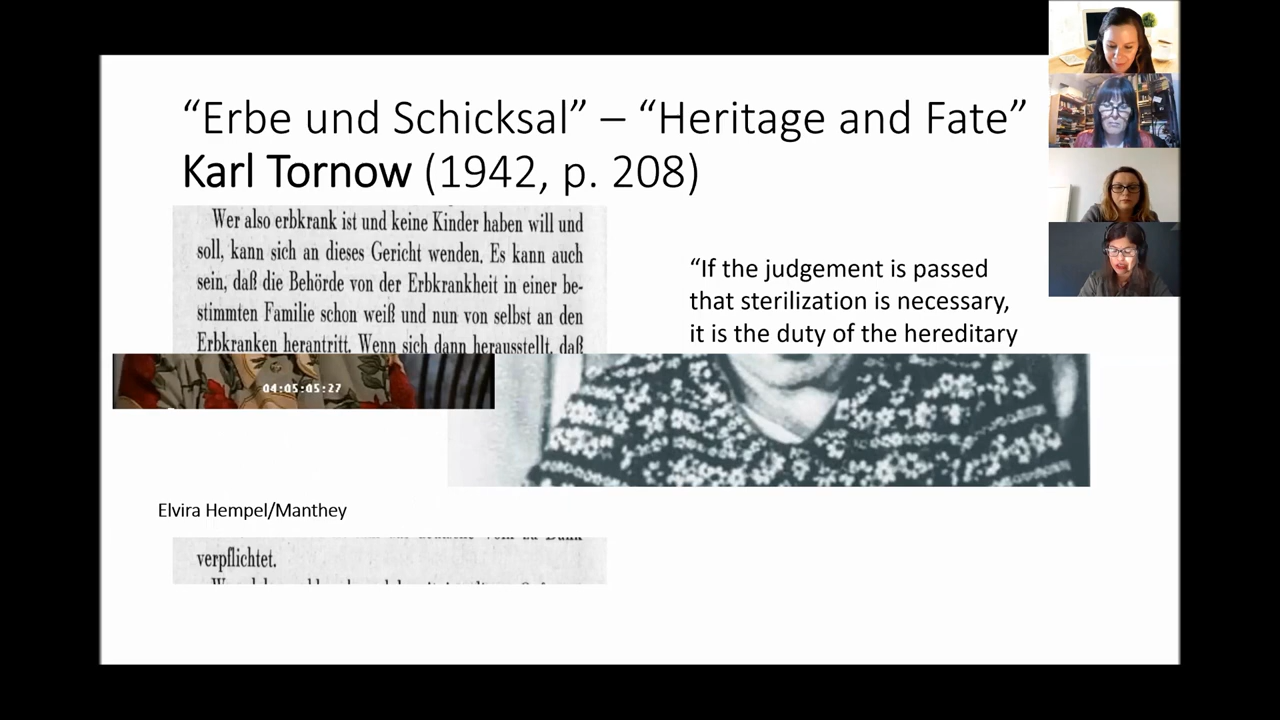 “Erbe und Schicksal” – “Heritage and Fate”
Karl Tornow (1942, p. 208)
Wer also erbkrank ist und keine Kinder haben will und
soll, kann sich an dieses Gericht wenden. Es kann auch
sein, daß die Behörde von der Erbkrankheit in einer be-
stimmten Familie schon weiß und nun von selbst an den
Erbkranken herantritt. Wenn sich dann herausstellt, daß
“If the judgement is passed
that sterilization is necessary,
it is the duty of the hereditary
04:05:05:27
Elvira Hempel/Manthey
verpflichtet.